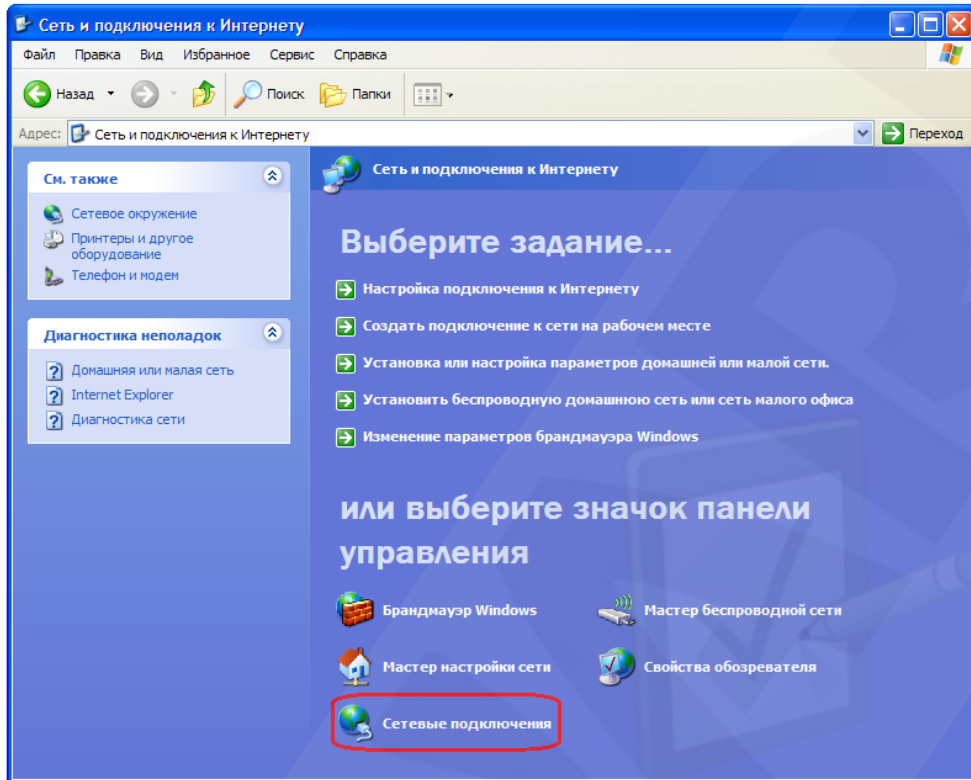 Сеть и подключения к Интернету
Файл Правка Вид Избранное Сервис Справка
Назад Поиск Папки
Адрес: Сеть и подключения к Интернету Переход
См. также
Сетевое окружение
Принтеры и другое
оборудование
Телефон и модем
Диагностика неполадок
Домашняя или малая сеть
Internet Explorer
Диагностика сети
Сеть и подключения к Интернету
Выберите задание...
Настройка подключения к Интернету
Создать подключение к сети на рабочем месте
Установка или настройка параметров домашней или малой сети.
Установить беспроводную домашнюю сеть или сеть малого офиса
Изменение параметров брандмауэра Windows
или выберите значок панели
управления
Брандмауэр Windows Мастер беспроводной сети
Мастер настройки сети Свойства обозревателя
Сетевые подключения